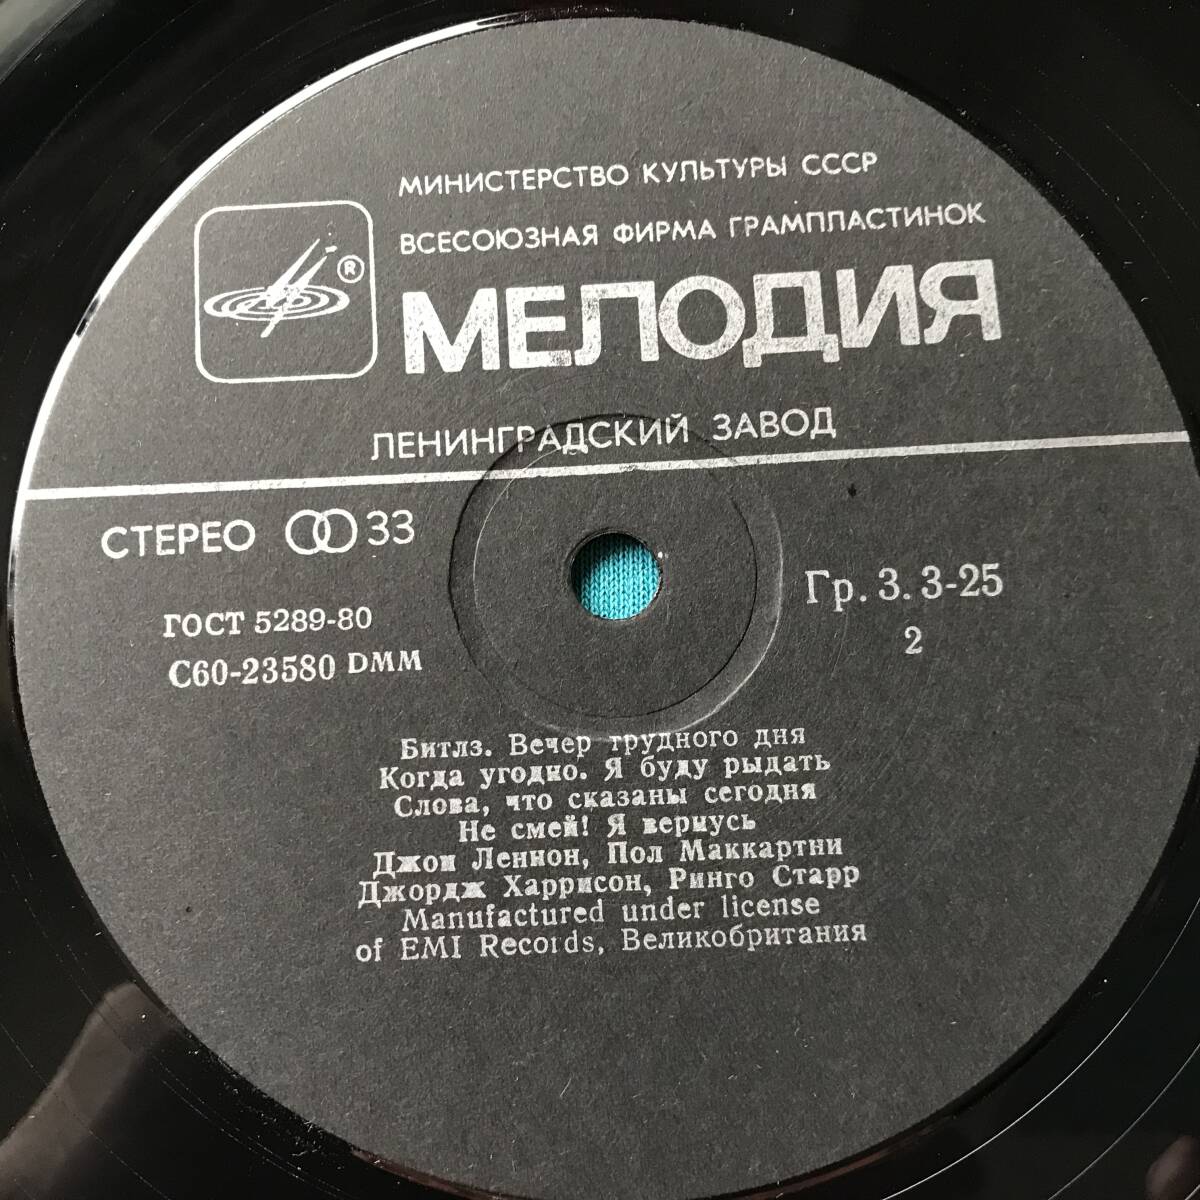 МИНИСТЕРСТВО КУЛЬТУРЫ СССР
ВСЕСОЮЗНАЯ ФИРМА ГРАМПЛАСТИНОК
®
МЕЛОДИЯ
ЛЕНИНГРАДСКИЙ ЗАВОД
СТЕРЕО 33
ГОСТ 5289-80
С60-23580 DMM
Гр. 3. 3-25
2
Битлз. Вечер трудного дня
Когда угодно. Я буду рыдать
Слова, что сказаны сегодня
Не смей! Я вернусь
Джон Леннон, Пол Маккартни
Джордж Харрисон, Ринго Старр
Manufactured under license
of EMI Records, Великобритания